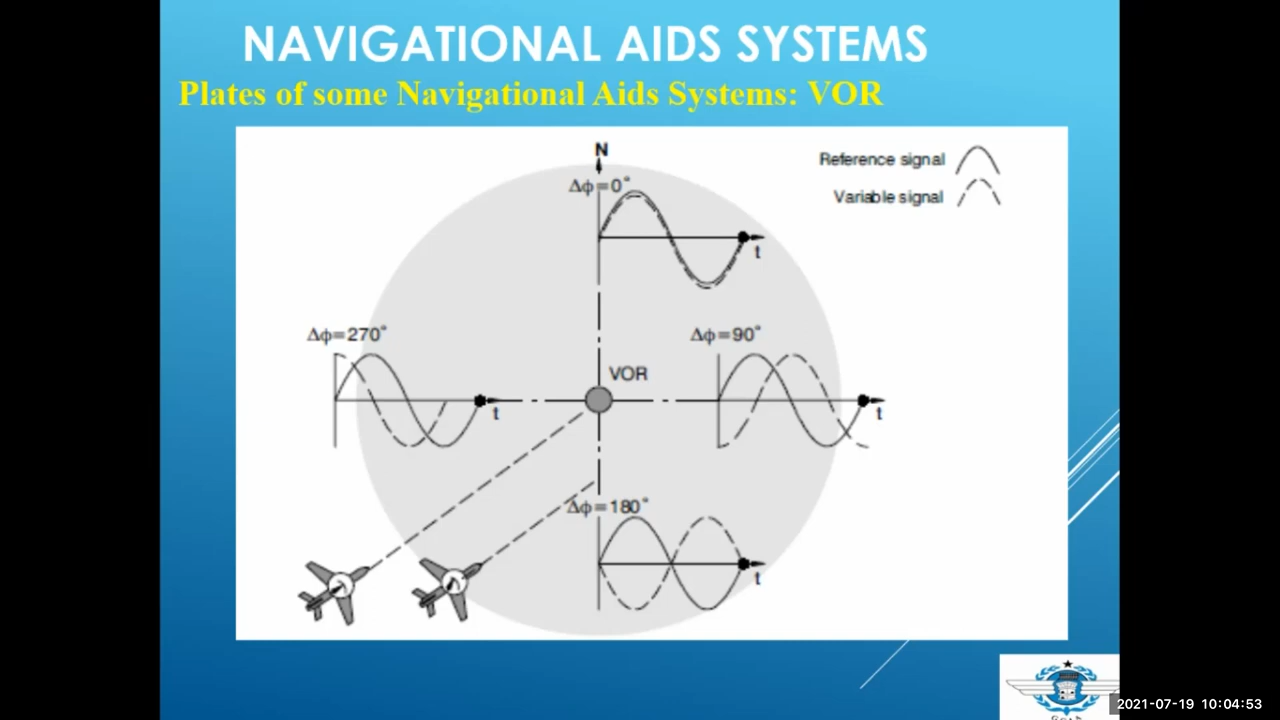 NAVIGATIONAL AIDS SYSTEMS
Plates of some Navigational Aids Systems: VOR
N
Δϕ=0°
Reference signal
Variable signal
t
Δϕ=270°
Δϕ=90°
VOR
t
t
Δϕ=180°
t
2021-07-19 10:04:53